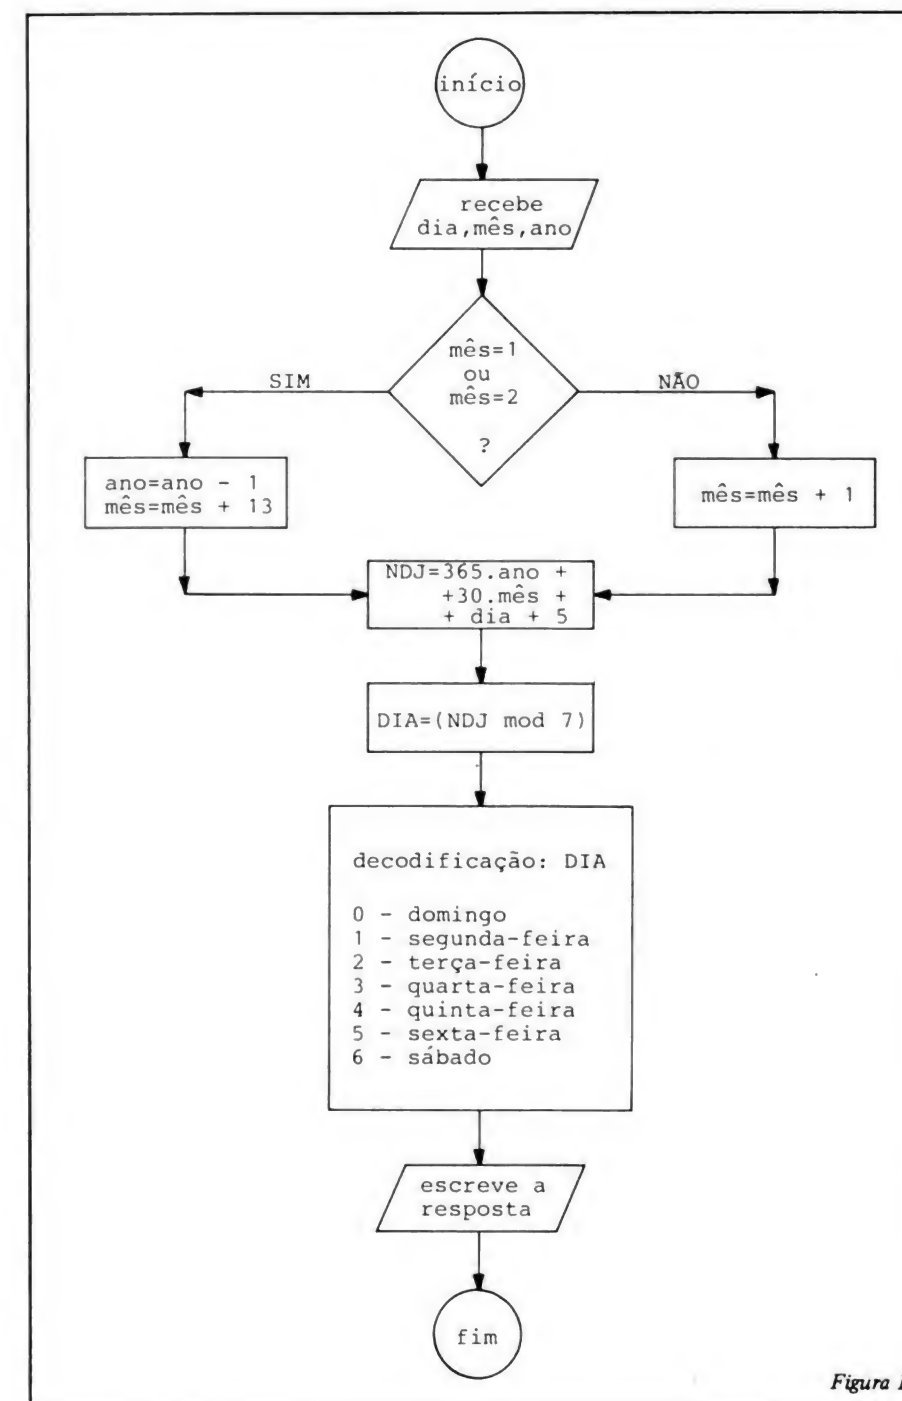 início
recebe
dia,mês,ano
mês=1
ou
mês=2
?
SIM
NÃO
ano=ano - 1
mês=mês + 13
mês=mês + 1
NDJ=365.ano +
+30.mês +
+ dia + 5
DIA=(NDJ mod 7)
decodificação: DIA
0 - domingo
1 - segunda-feira
2 - terça-feira
3 - quarta-feira
4 - quinta-feira
5 - sexta-feira
6 - sábado
escreve a
resposta
fim
Figura 1